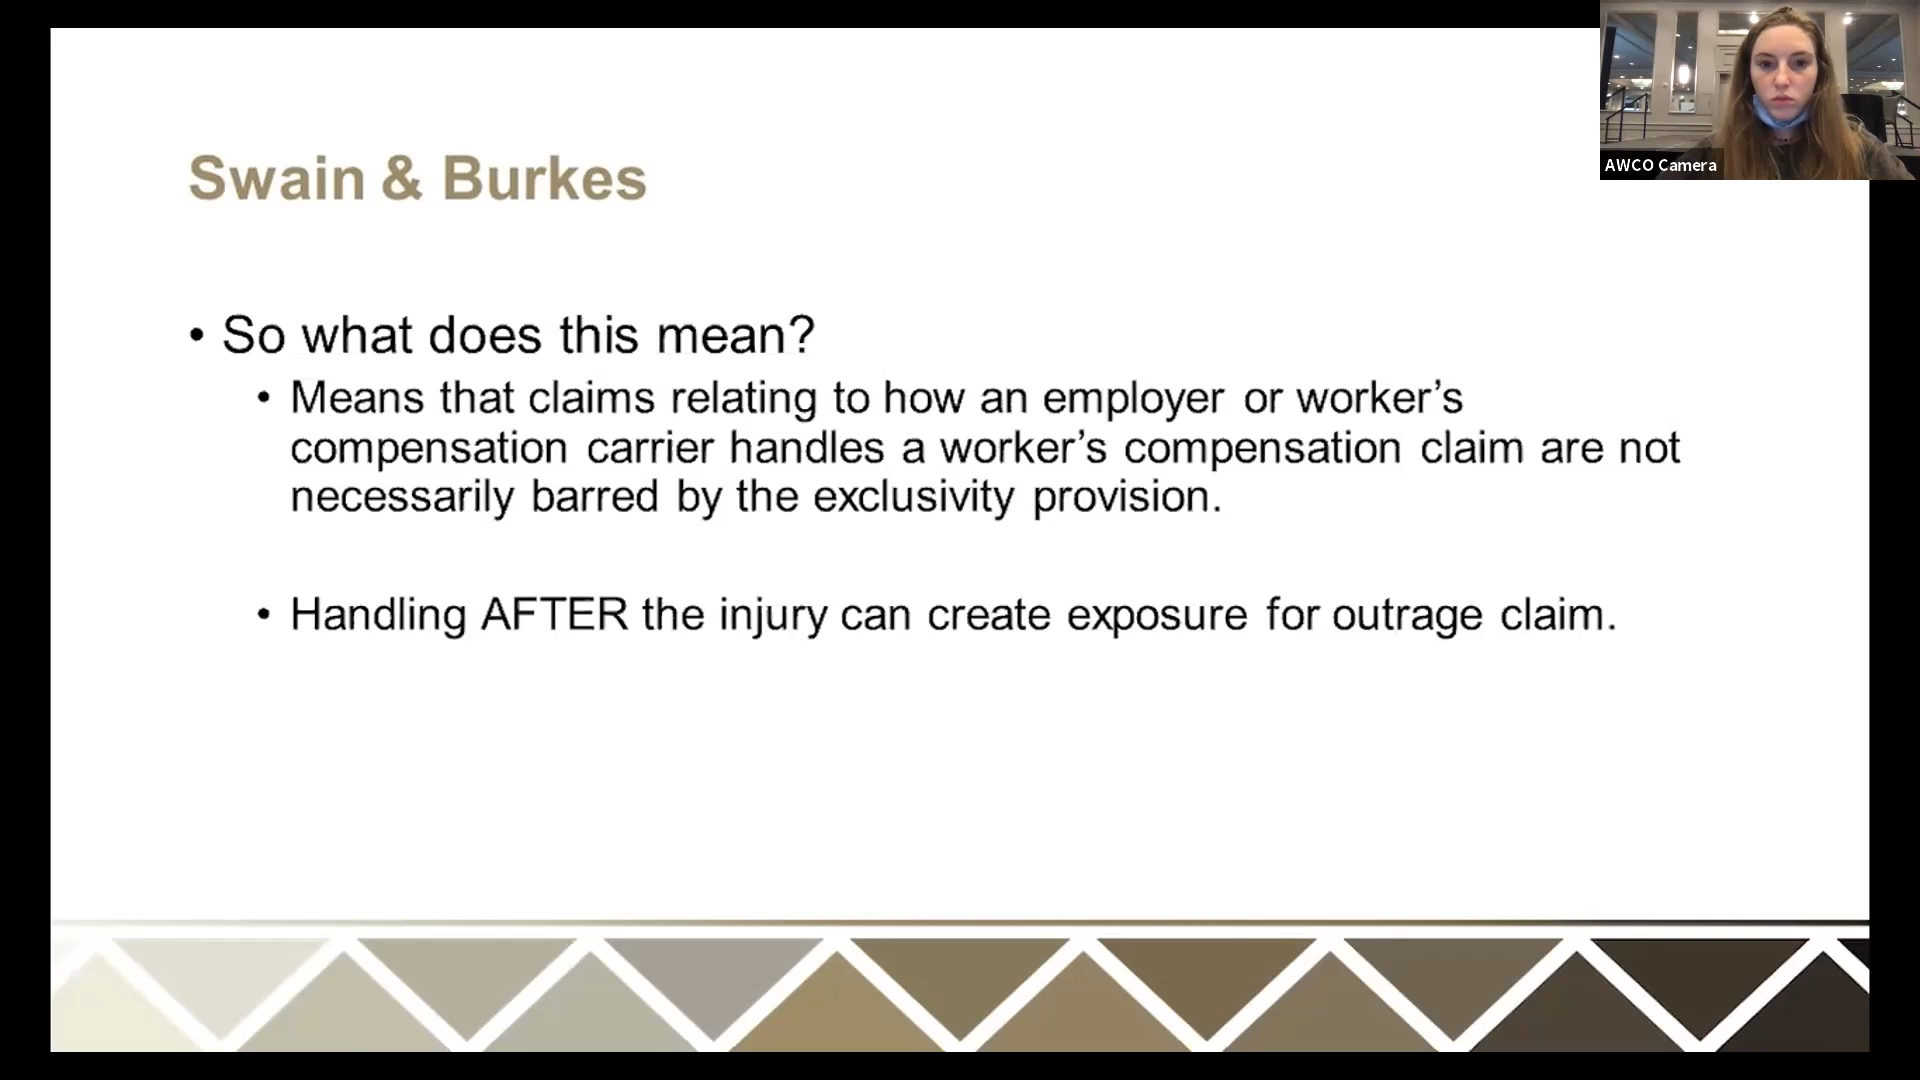 AWCO Camera
Swain & Burkes
• So what does this mean?
• Means that claims relating to how an employer or worker’s
compensation carrier handles a worker’s compensation claim are not
necessarily barred by the exclusivity provision.
• Handling AFTER the injury can create exposure for outrage claim.